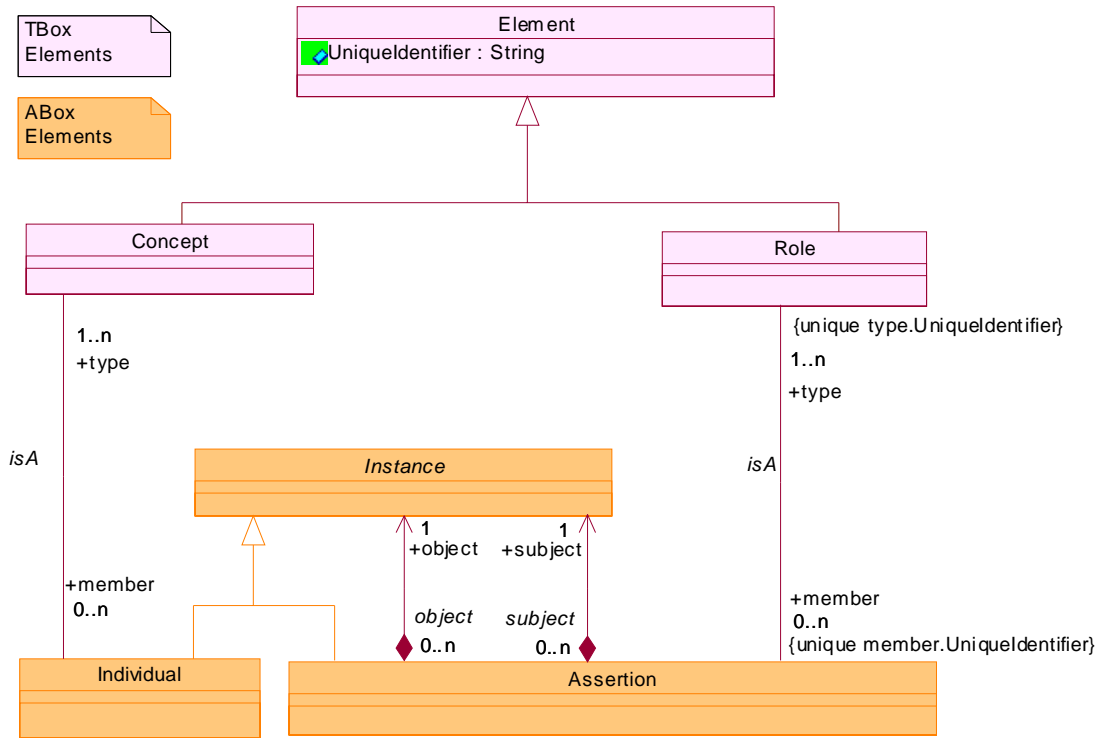 TBox
Elements
ABox
Elements
Element
UniqueIdentifier : String
Concept
Role
1..n
+type
{unique type.UniqueIdentifier}
1..n
+type
isA
isA
Instance
1
+object
1
+subject
+member
0..n
object
0..n
subject
0..n
+member
0..n
{unique member.UniqueIdentifier}
Individual
Assertion